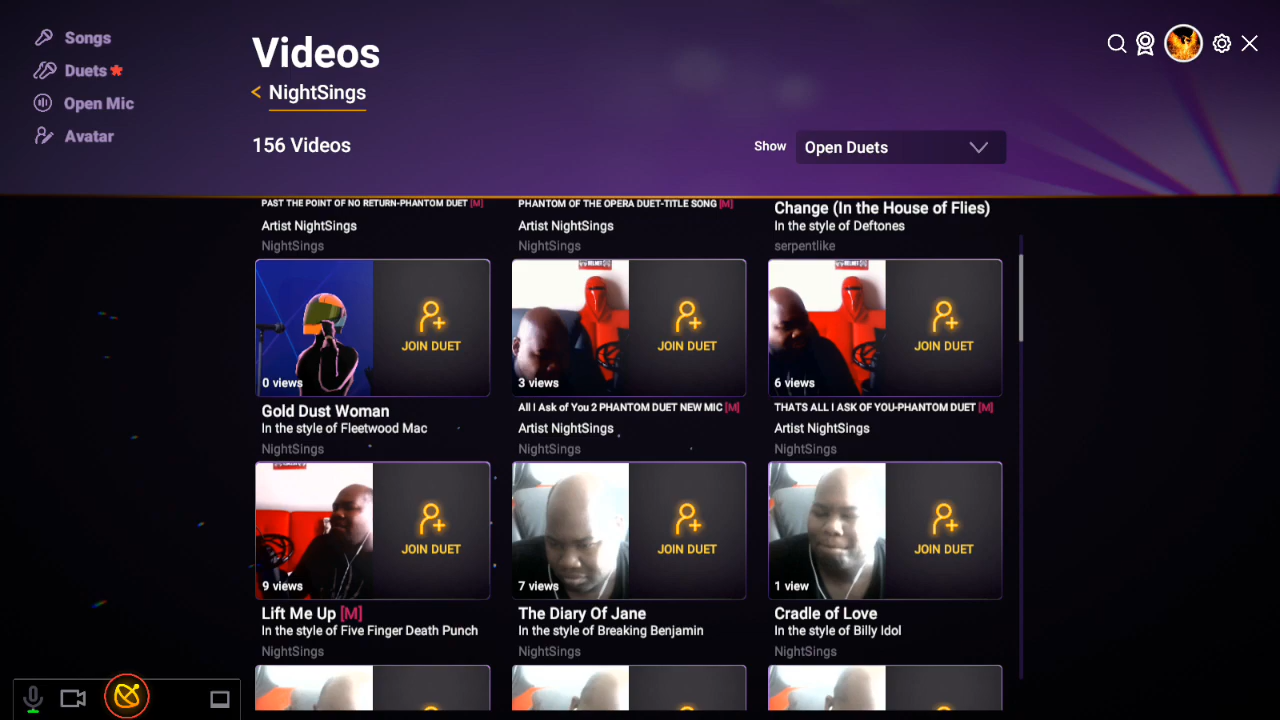 Songs
Duets *
Open Mic
Avatar
Videos
< NightSings
156 Videos
Show
Open Duets
PAST THE POINT OF NO RETURN-PHANTOM DUET [M]
Artist NightSings
NightSings
PHANTOM OF THE OPERA DUET-TITLE SONG [M]
Artist NightSings
NightSings
Change (In the House of Flies)
In the style of Deftones
serpentlike
JOIN DUET
0 views
Gold Dust Woman
In the style of Fleetwood Mac
NightSings
JOIN DUET
3 views
All I Ask of You 2 PHANTOM DUET NEW MIC [M]
Artist NightSings
NightSings
JOIN DUET
6 views
THATS ALL I ASK OF YOU-PHANTOM DUET [M]
Artist NightSings
NightSings
JOIN DUET
9 views
Lift Me Up [M]
In the style of Five Finger Death Punch
NightSings
JOIN DUET
7 views
The Diary Of Jane
In the style of Breaking Benjamin
NightSings
JOIN DUET
1 view
Cradle of Love
In the style of Billy Idol
NightSings